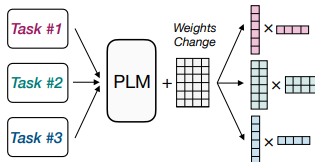 Task #1
Task #2
Task #3
PLM
+
Weights
Change
×
×
×